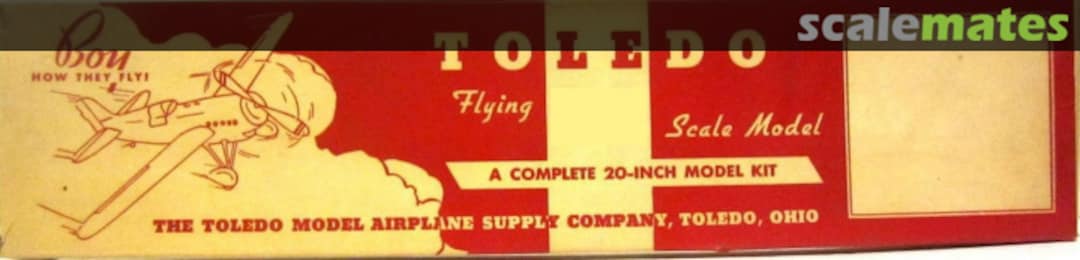 scalemates
Boy
HOW THEY FLY!
TOLEDO
Flying
Scale Model
A COMPLETE 20-INCH MODEL KIT
THE TOLEDO MODEL AIRPLANE SUPPLY COMPANY, TOLEDO, OHIO